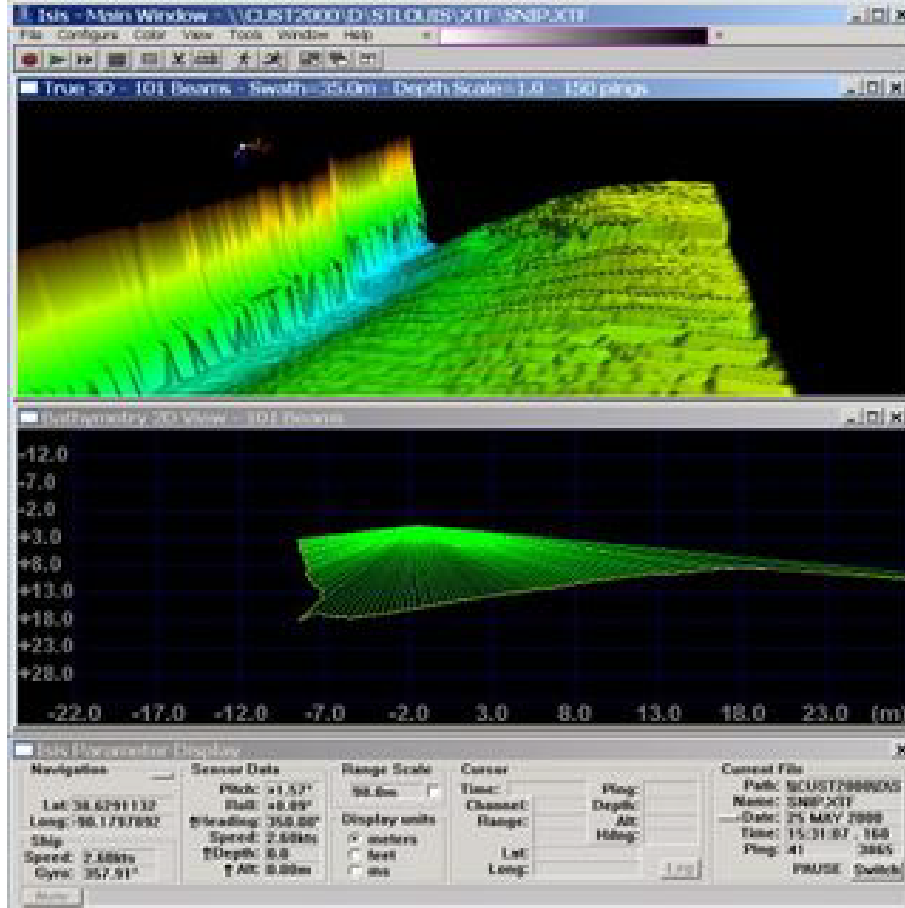 Isis - Main Window - \\CUST2000\D\STLOUIS\XTF\SNIP.XTF
File Configure Color View Tools Window Help
True 3D - 101 Beams - Swath=35.0m - Depth Scale=1.0 - 150 pings
Bathymetry 2D View - 101 Beams
-12.0
-7.0
-2.0
+3.0
+8.0
+13.0
+18.0
+23.0
+28.0
-22.0 -17.0 -12.0 -7.0 -2.0 3.0 8.0 13.0 18.0 23.0 (m)
Isis Parameter Display
Navigation
Lat: 38.6291132
Long: -90.1797892
Ship
Speed: 2.60kts
Gyro: 357.91°
Sensor Data
Pitch: +1.57°
Roll: +0.09°
Heading: 358.00°
Speed: 2.60kts
Depth: 0.0
Alt: 0.00m
Range Scale
90.0m
Display units
meters
feet
ms
Cursor
Time:
Channel:
Range:
Lat:
Long:
Ping:
Depth:
Alt:
Hdng:
Log
Current File
Path: \\CUST2000\D\S
Name: SNIP.XTF
Date: 25 MAY 2000
Time: 15:31:07 . 160
Ping: 41 3865
PAUSE Switch